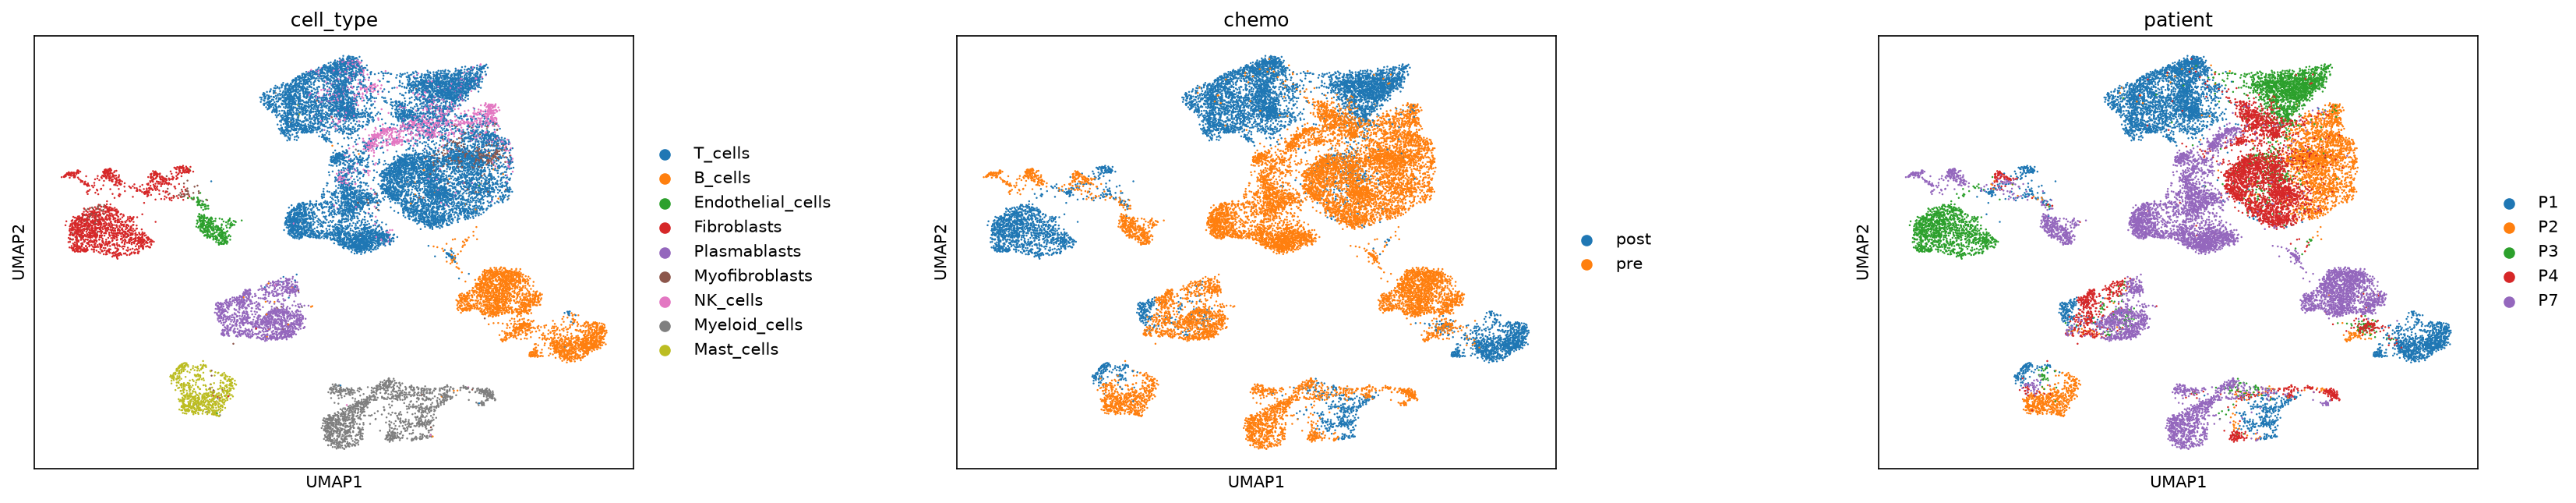 cell_type
UMAP2
UMAP1
T_cells
B_cells
Endothelial_cells
Fibroblasts
Plasmablasts
Myofibroblasts
NK_cells
Myeloid_cells
Mast_cells
chemo
UMAP2
UMAP1
post
pre
patient
UMAP2
UMAP1
P1
P2
P3
P4
P7